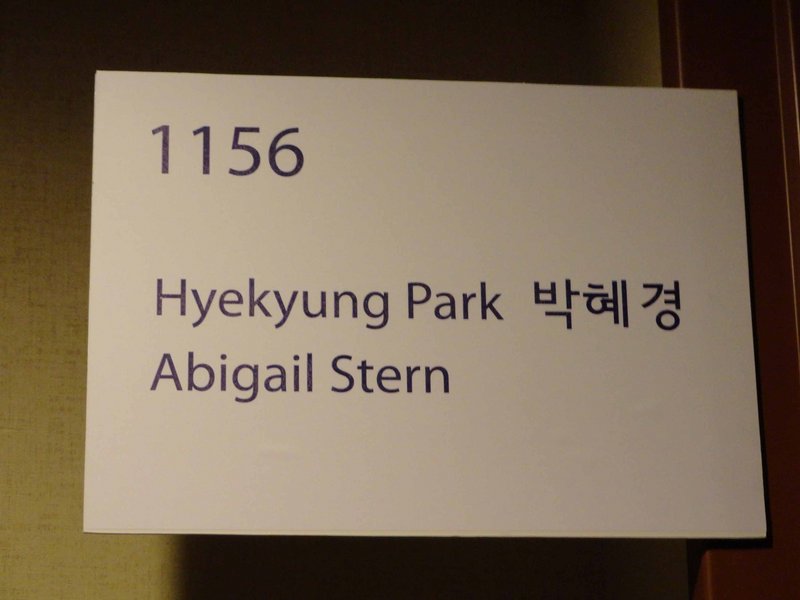 1156
Hyekyung Park 박혜경
Abigail Stern